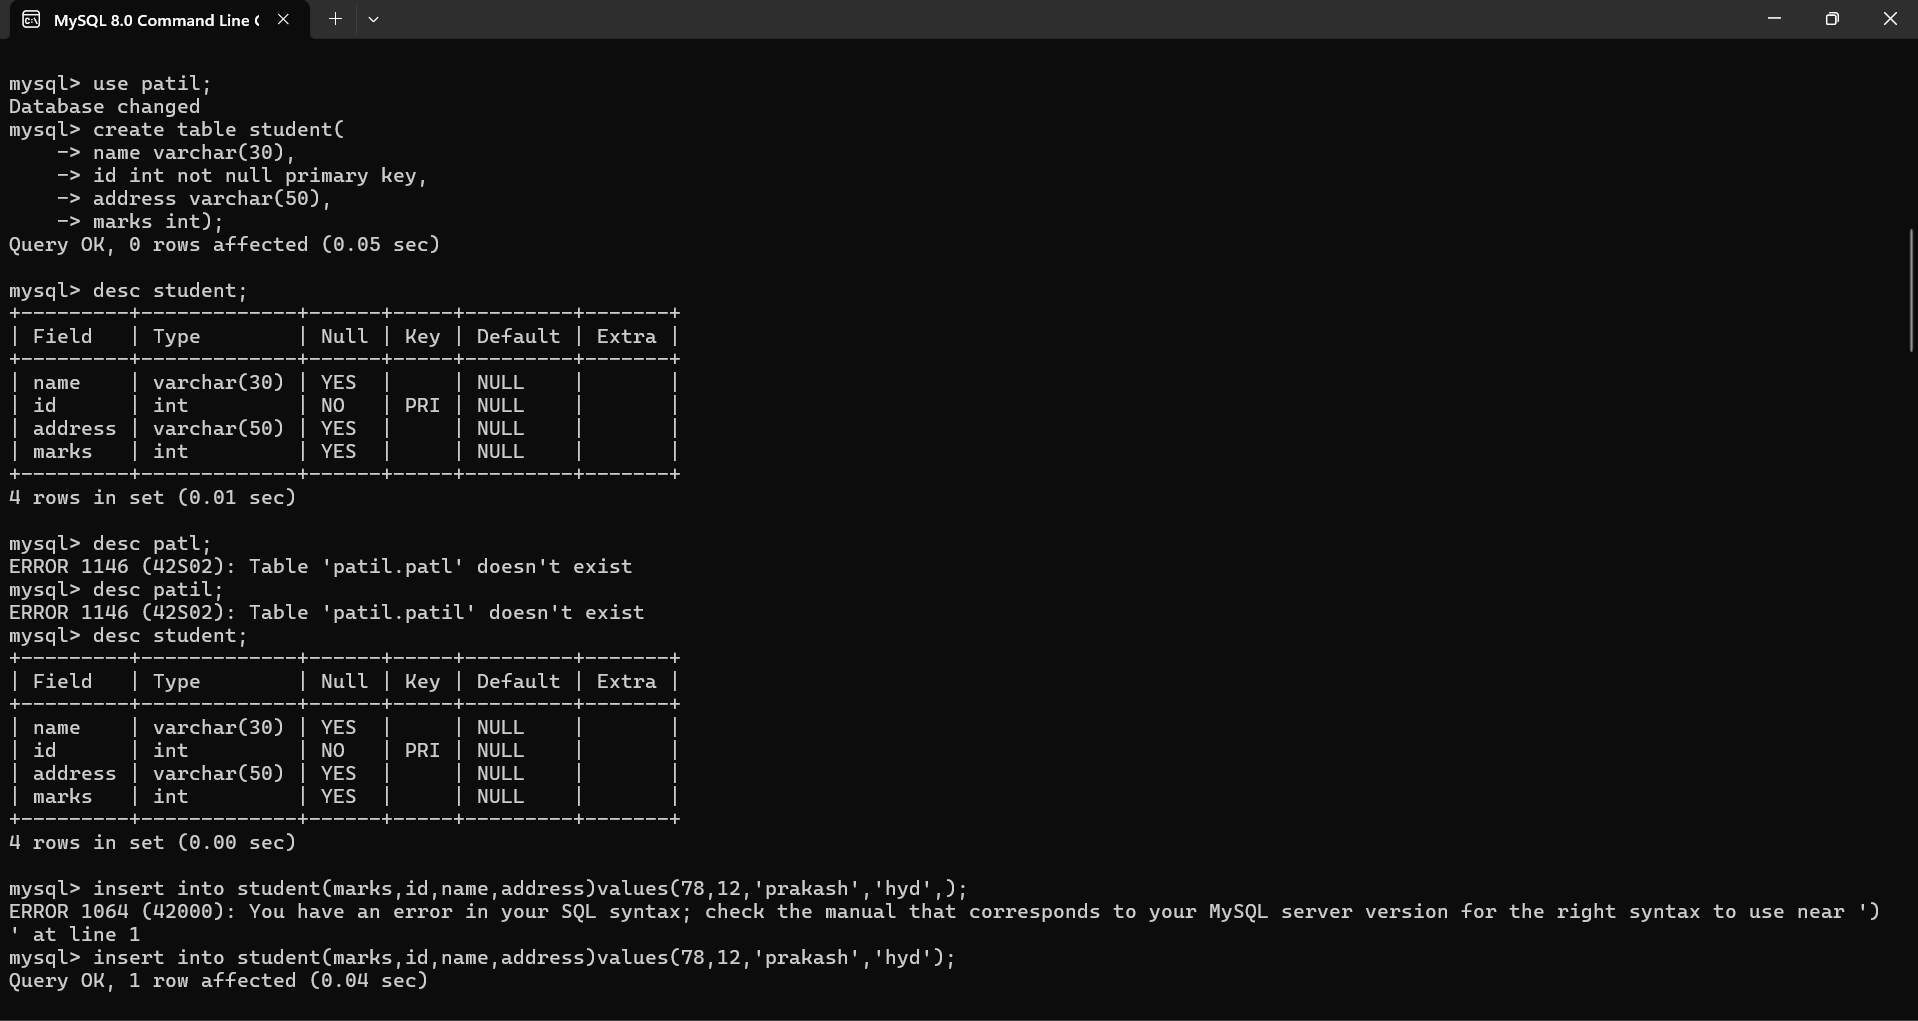 MySQL 8.0 Command Line
mysql> use patil;
Database changed
mysql> create table student(
    -> name varchar(30),
    -> id int not null primary key,
    -> address varchar(50),
    -> marks int);
Query OK, 0 rows affected (0.05 sec)
mysql> desc student;
+---------+-------------+------+-----+---------+-------+
| Field   | Type        | Null | Key | Default | Extra |
+---------+-------------+------+-----+---------+-------+
| name    | varchar(30) | YES  |     | NULL    |       |
| id      | int         | NO   | PRI | NULL    |       |
| address | varchar(50) | YES  |     | NULL    |       |
| marks   | int         | YES  |     | NULL    |       |
+---------+-------------+------+-----+---------+-------+
4 rows in set (0.01 sec)
mysql> desc patl;
ERROR 1146 (42S02): Table 'patil.patl' doesn't exist
mysql> desc patil;
ERROR 1146 (42S02): Table 'patil.patil' doesn't exist
mysql> desc student;
+---------+-------------+------+-----+---------+-------+
| Field   | Type        | Null | Key | Default | Extra |
+---------+-------------+------+-----+---------+-------+
| name    | varchar(30) | YES  |     | NULL    |       |
| id      | int         | NO   | PRI | NULL    |       |
| address | varchar(50) | YES  |     | NULL    |       |
| marks   | int         | YES  |     | NULL    |       |
+---------+-------------+------+-----+---------+-------+
4 rows in set (0.00 sec)
mysql> insert into student(marks,id,name,address)values(78,12,'prakash','hyd',);
ERROR 1064 (42000): You have an error in your SQL syntax; check the manual that corresponds to your MySQL server version for the right syntax to use near ')
' at line 1
mysql> insert into student(marks,id,name,address)values(78,12,'prakash','hyd');
Query OK, 1 row affected (0.04 sec)